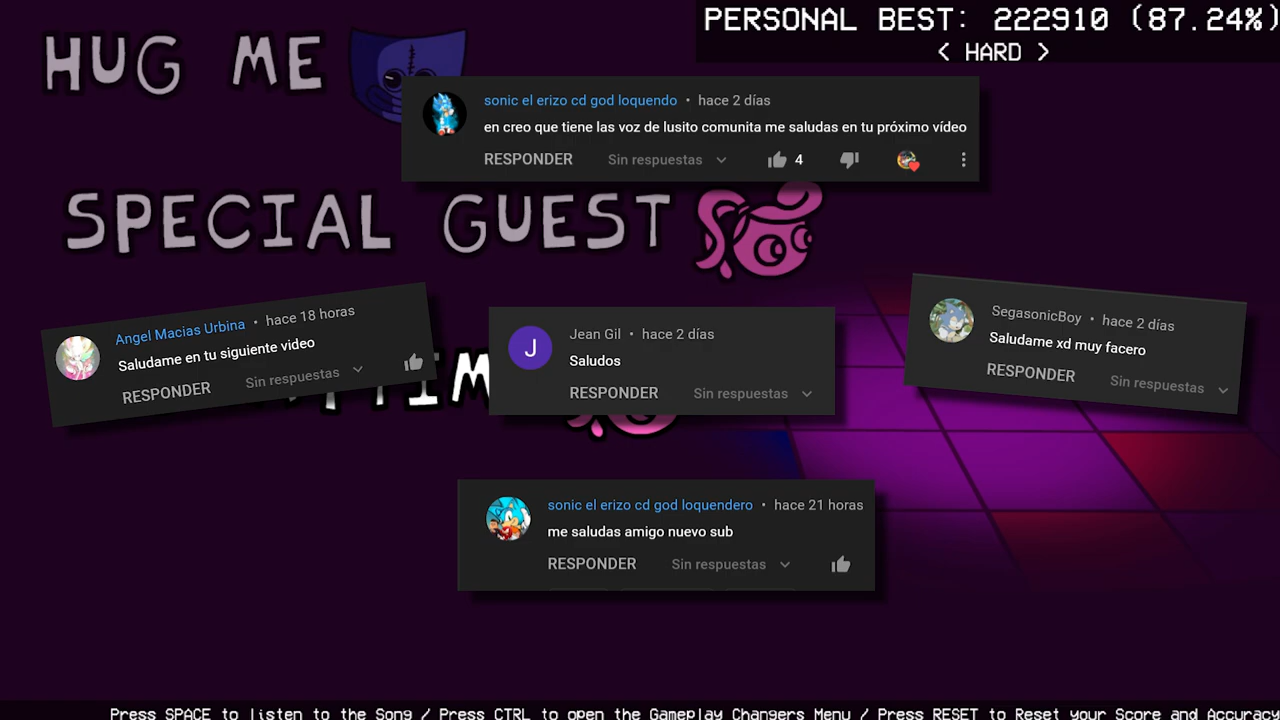 PERSONAL BEST: 222910 (87.24%)
< HARD >
HUG ME
sonic el erizo cd god loquendo • hace 2 días
en creo que tiene las voz de lusito comunita me saludas en tu próximo vídeo
RESPONDER Sin respuestas 4
SPECIAL GUEST
Angel Macias Urbina • hace 18 horas
Saludame en tu siguiente video
RESPONDER Sin respuestas
J
Jean Gil • hace 2 días
Saludos
RESPONDER Sin respuestas
SegasonicBoy • hace 2 días
Saludame xd muy facero
RESPONDER Sin respuestas
sonic el erizo cd god loquendero • hace 21 horas
me saludas amigo nuevo sub
RESPONDER Sin respuestas
Press SPACE to listen to the Song / Press CTRL to open the Gameplay Changers Menu / Press RESET to Reset your Score and Accuracy